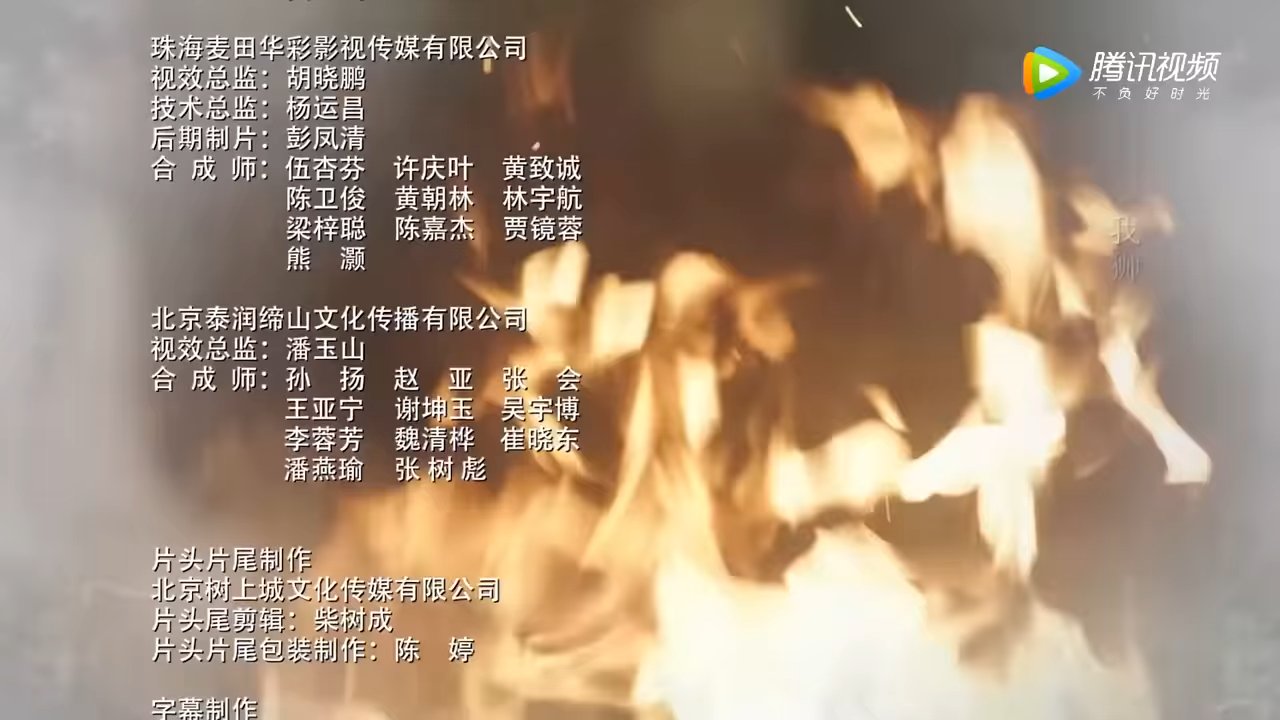 珠海麦田华彩影视传媒有限公司
视效总监：胡晓鹏
技术总监：杨运昌
后期制片：彭凤清
合 成 师：伍杏芬 许庆叶 黄致诚
陈卫俊 黄朝林 林宇航
梁梓聪 陈嘉杰 贾镜蓉
熊 灏
北京泰润缔山文化传播有限公司
视效总监：潘玉山
合 成 师：孙 扬 赵 亚 张 会
王亚宁 谢坤玉 吴宇博
李蓉芳 魏清桦 崔晓东
潘燕瑜 张树彪
片头片尾制作
北京树上城文化传媒有限公司
片头尾剪辑：柴树成
片头片尾包装制作：陈 婷
字幕制作
腾讯视频
不负好时光
我